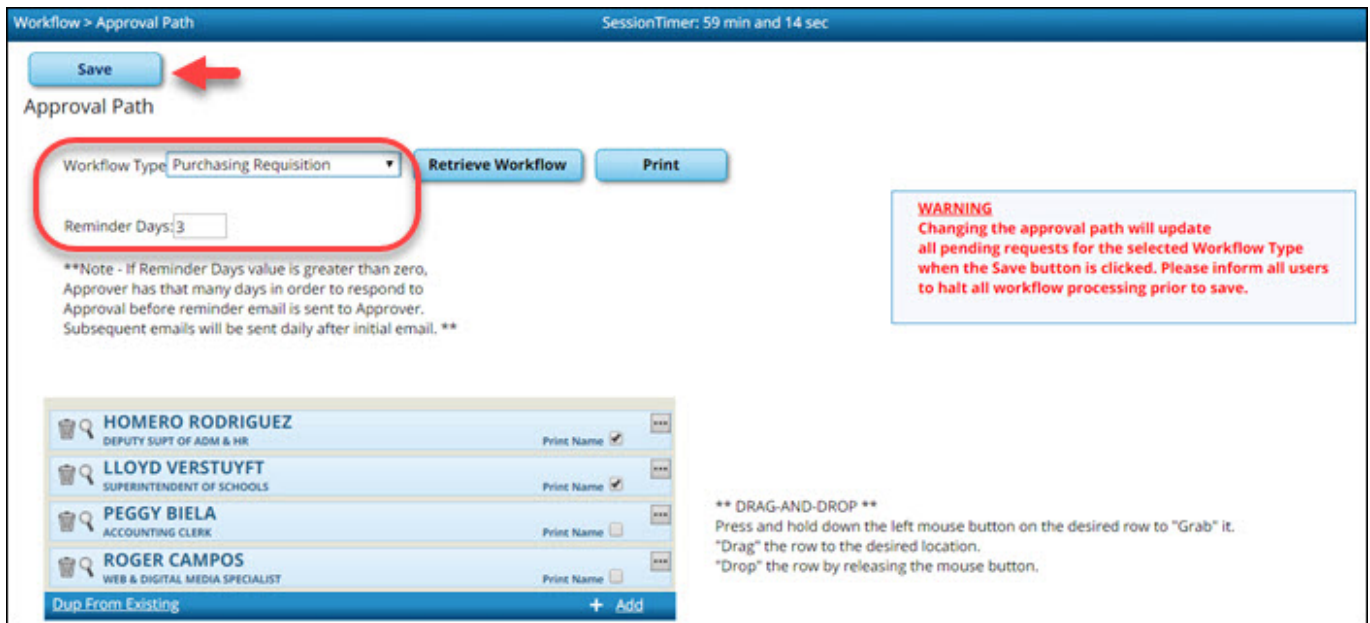 Workflow > Approval Path
SessionTimer: 59 min and 14 sec
Save
Approval Path
Workflow Type Purchasing Requisition
Retrieve Workflow
Print
Reminder Days: 3
**Note - If Reminder Days value is greater than zero,
Approver has that many days in order to respond to
Approval before reminder email is sent to Approver.
Subsequent emails will be sent daily after initial email. **
WARNING
Changing the approval path will update
all pending requests for the selected Workflow Type
when the Save button is clicked. Please inform all users
to halt all workflow processing prior to save.
HOMERO RODRIGUEZ
DEPUTY SUPT OF ADM & HR
Print Name
LLOYD VERSTUYFT
SUPERINTENDENT OF SCHOOLS
Print Name
PEGGY BIELA
ACCOUNTING CLERK
Print Name
ROGER CAMPOS
WEB & DIGITAL MEDIA SPECIALIST
Print Name
Dup From Existing
+ Add
** DRAG-AND-DROP **
Press and hold down the left mouse button on the desired row to "Grab" it.
"Drag" the row to the desired location.
"Drop" the row by releasing the mouse button.